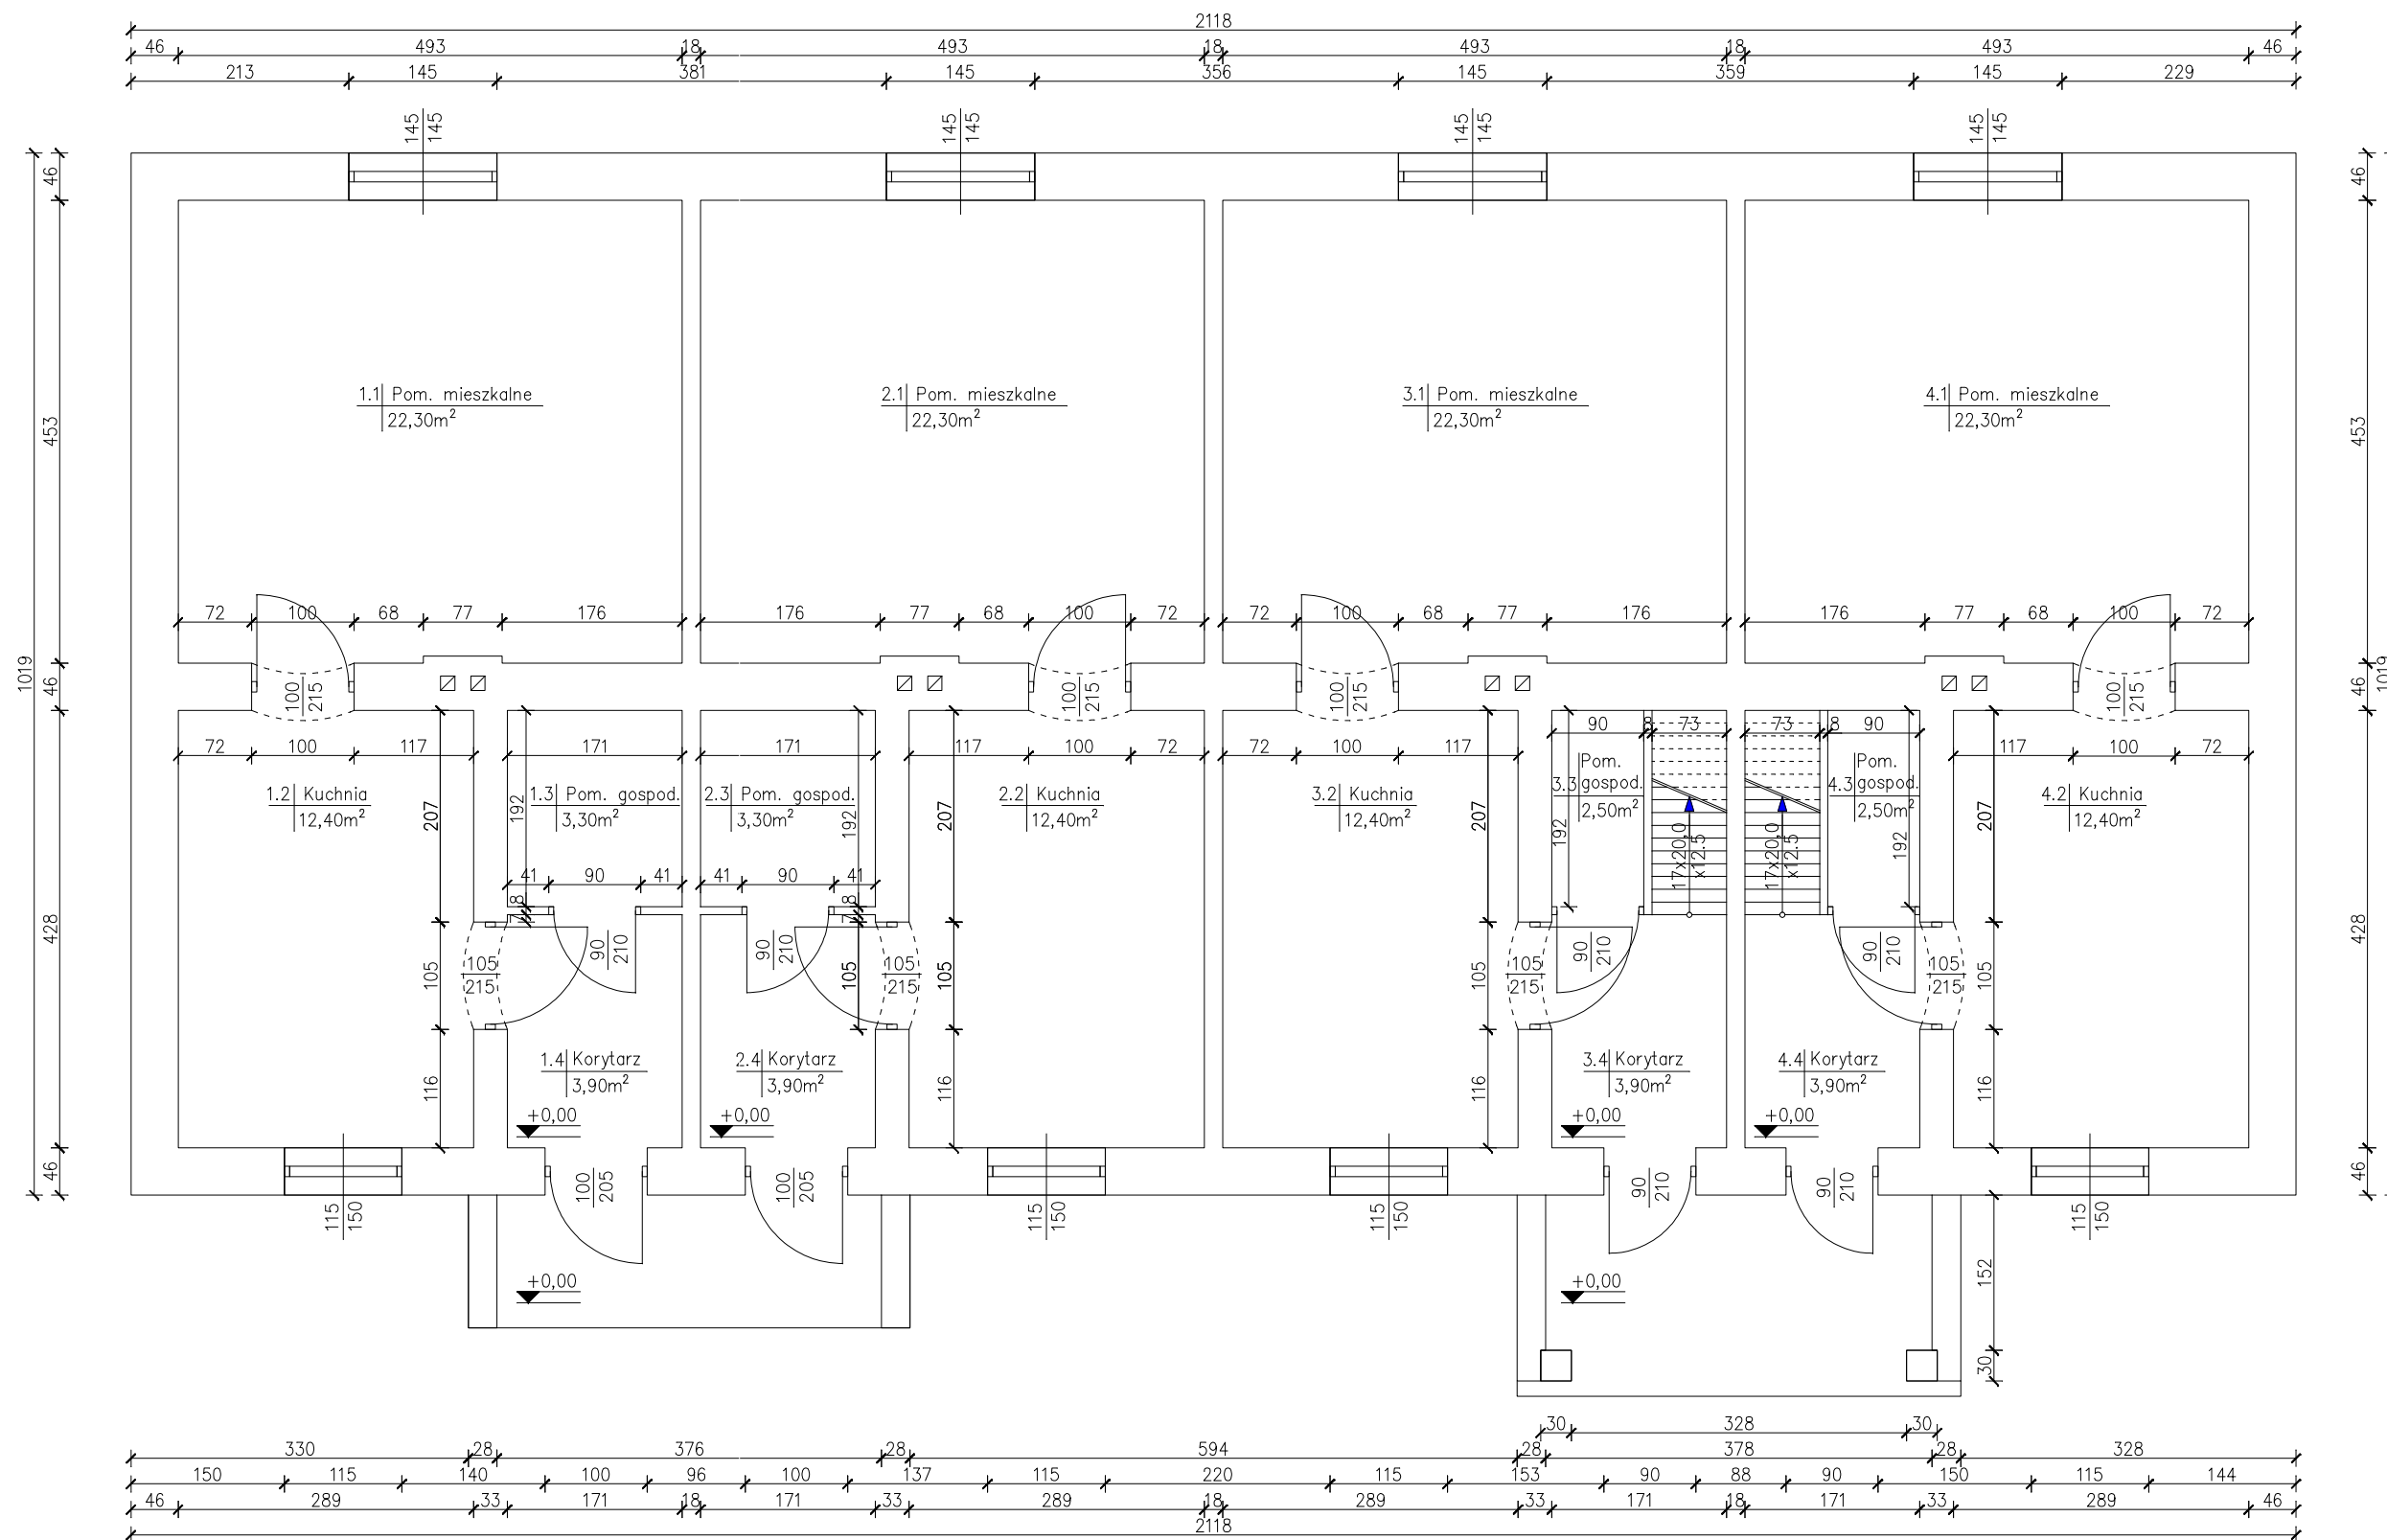 2118
46 493 18 493 18 493 18 493 46
213 145 381 145 356 145 359 145 229
145 145 145 145 145 145 145 145
46 46
1.1 Pom. mieszkalne 2.1 Pom. mieszkalne 3.1 Pom. mieszkalne 4.1 Pom. mieszkalne
22,30m² 22,30m² 22,30m² 22,30m²
453 453
72 100 68 77 176 176 77 68 100 72 72 100 68 77 176 176 77 68 100 72
1019 46 46 1019
100 215 100 215 100 215 100 215
90 8 73 73 8 90
72 100 117 171 171 117 100 72 72 100 117 117 100 72
Pom. Pom.
3.3 gospod. 4.3 gospod.
2,50m² 2,50m²
1.2 Kuchnia 1.3 Pom. gospod. 2.3 Pom. gospod. 2.2 Kuchnia 3.2 Kuchnia 4.2 Kuchnia
12,40m² 3,30m² 3,30m² 12,40m² 12,40m² 12,40m²
207 192 192 207 207 192 192 207
17x20,0 x12.5 17x20,0 x12.5
41 90 41 41 90 41
8 8
428 428
90 210 90 210 90 210 90 210
105 105 105 105
215 215 215 215
105 105 105 105 105
1.4 Korytarz 2.4 Korytarz 3.4 Korytarz 4.4 Korytarz
3,90m² 3,90m² 3,90m² 3,90m²
116 116 116 116
+0,00 +0,00 +0,00 +0,00
46 46
100 205 100 205 90 210 90 210
115 150 115 150 115 150 115 150
+0,00 +0,00
152
30
30 328 30
330 28 376 28 594 28 378 28 328
150 115 140 100 96 100 137 115 220 115 153 90 88 90 150 115 144
46 289 33 171 18 171 33 289 18 289 33 171 18 171 33 289 46
2118